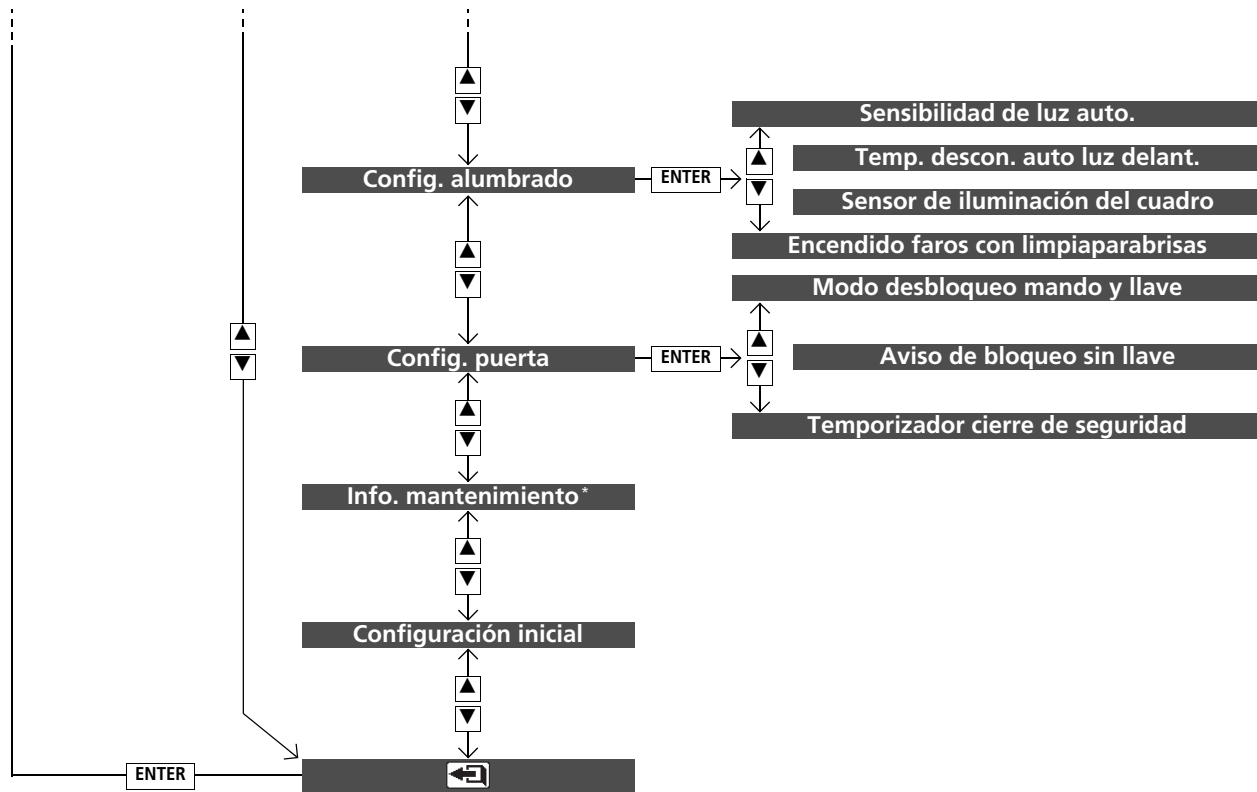 Sensibilidad de luz auto.
Temp. descon. auto luz delant.
Config. alumbrado
ENTER
Sensor de iluminación del cuadro
Encendido faros con limpiaparabrisas
Modo desbloqueo mando y llave
Config. puerta
ENTER
Aviso de bloqueo sin llave
Temporizador cierre de seguridad
Info. mantenimiento*
Configuración inicial
ENTER